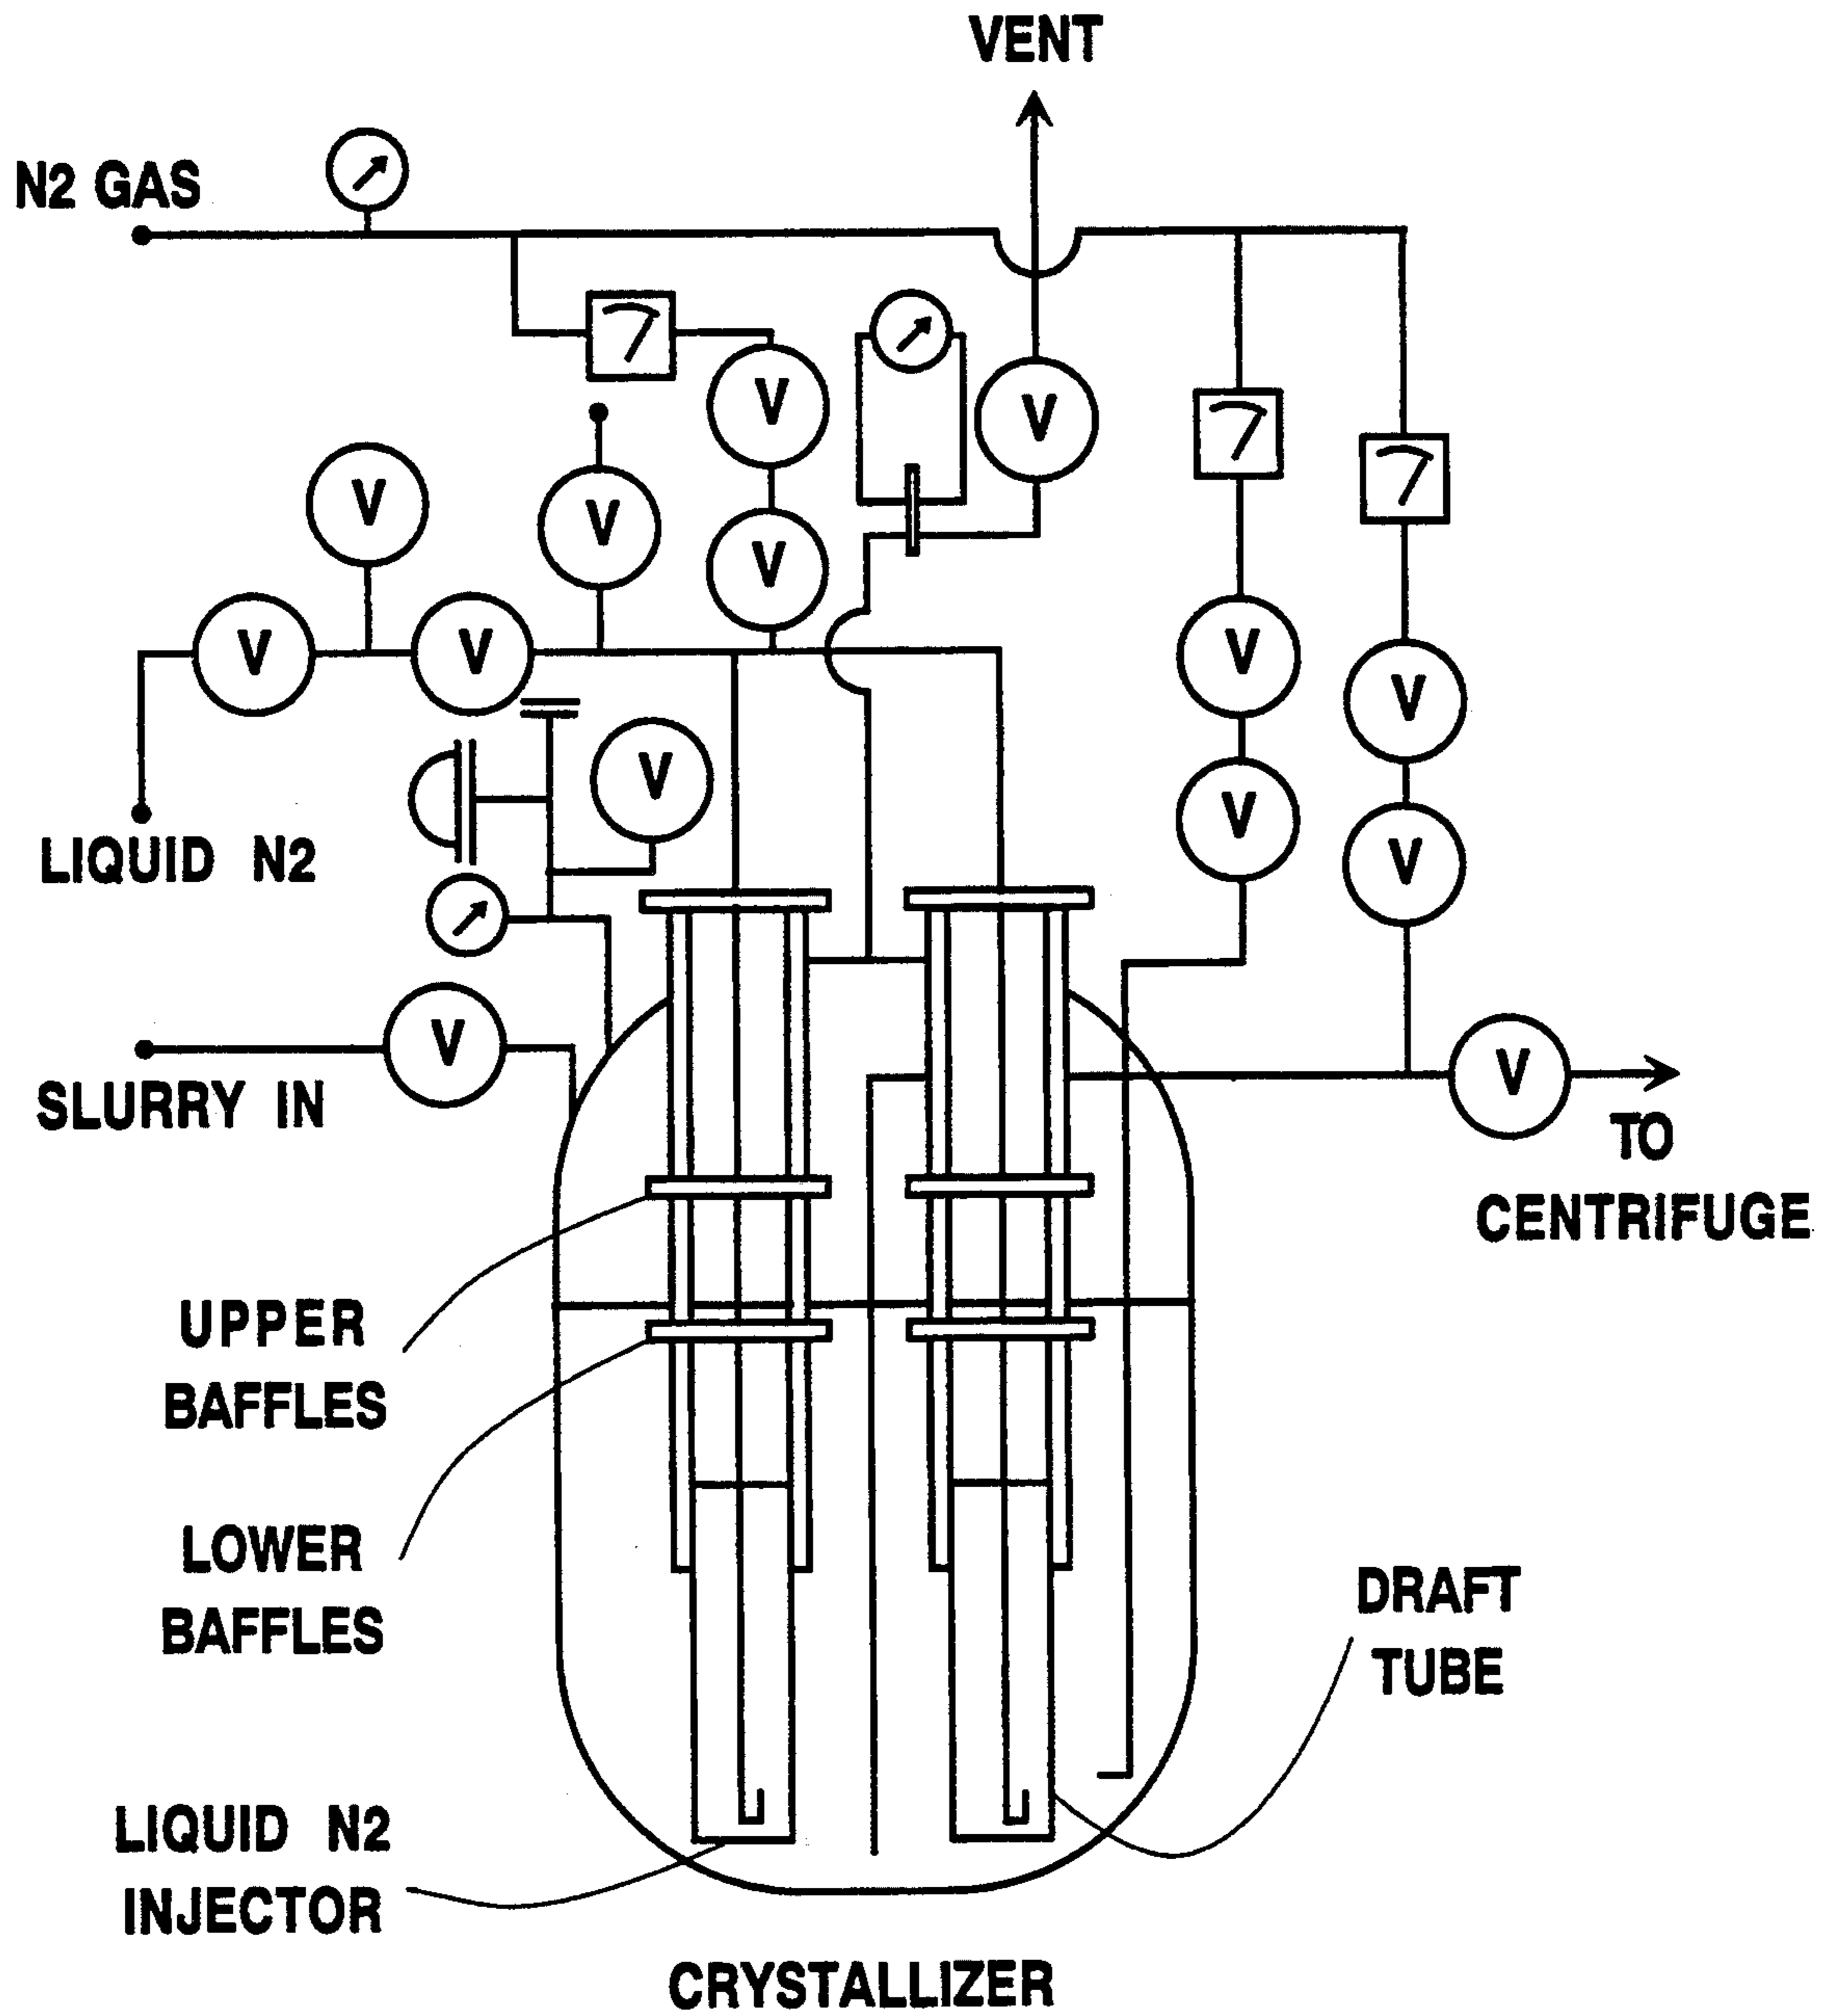 VENT
N2 GAS
V
V
V
V
V
V
V
V
V
V
LIQUID N2
V
V
V
V
SLURRY IN
V
TO
CENTRIFUGE
UPPER
BAFFLES
LOWER
BAFFLES
DRAFT
TUBE
LIQUID N2
INJECTOR
CRYSTALLIZER